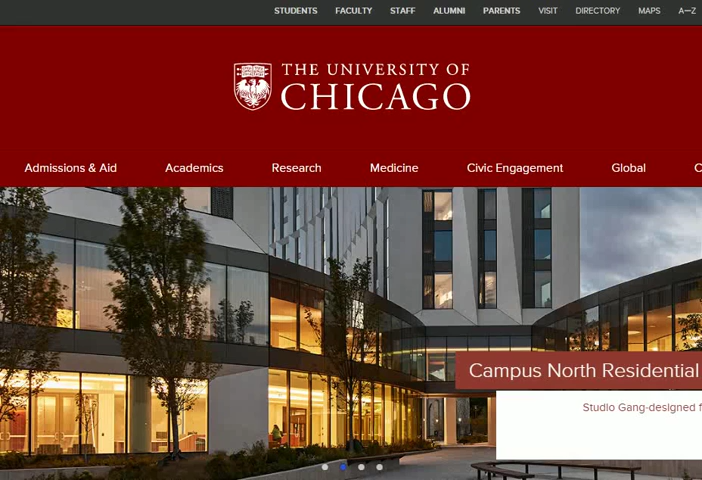 STUDENTS FACULTY STAFF ALUMNI PARENTS VISIT DIRECTORY MAPS A—Z
THE UNIVERSITY OF
CHICAGO
Admissions & Aid Academics Research Medicine Civic Engagement Global C
Campus North Residential
Studio Gang-designed f